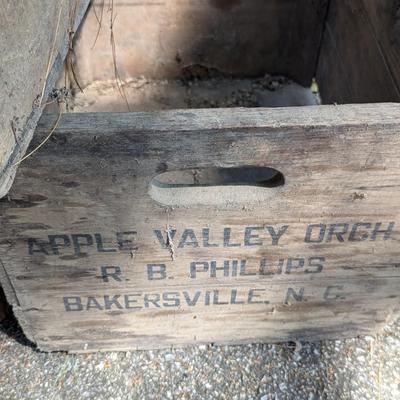 APPLE VALLEY ORCH.
R. B. PHILLIPS
BAKERSVILLE, N. C.